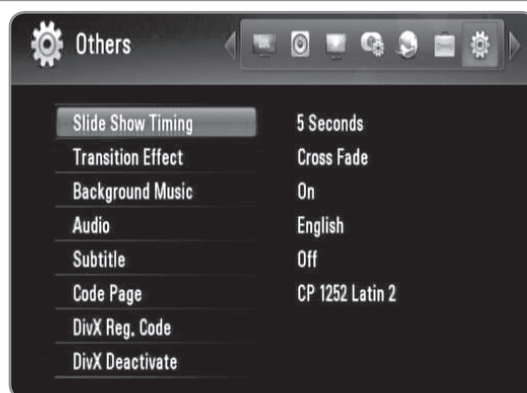 Others
Slide Show Timing 5 Seconds
Transition Effect Cross Fade
Background Music On
Audio English
Subtitle Off
Code Page CP 1252 Latin 2
DivX Reg. Code
DivX Deactivate